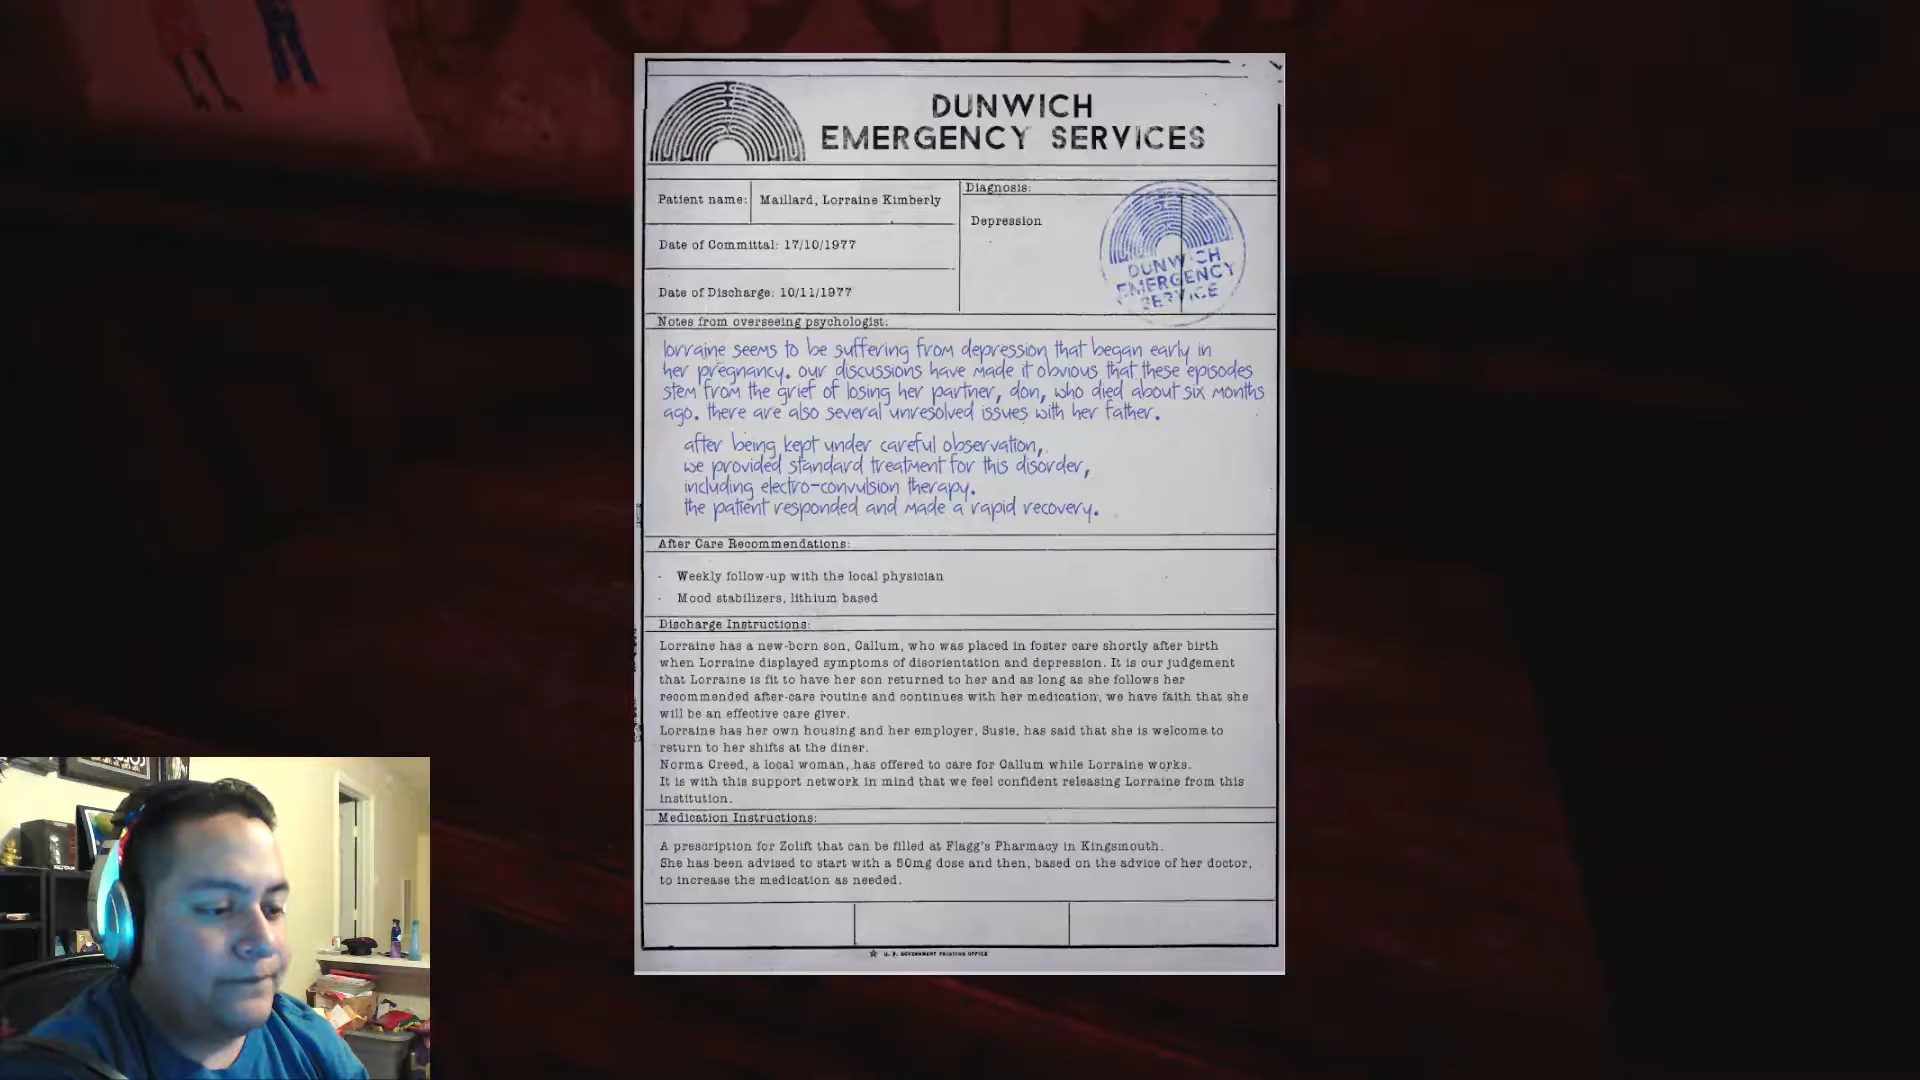 DUNWICH
EMERGENCY SERVICES
Patient name: Maillard, Lorraine Kimberly
Diagnosis:
Depression
Date of Committal: 17/10/1977
Date of Discharge: 10/11/1977
DUNWICH
EMERGENCY
SERVICE
Notes from overseeing psychologist:
lorraine seems to be suffering from depression that began early in
her pregnancy. our discussions have made it obvious that these episodes
stem from the grief of losing her partner, don, who died about six months
ago. there are also several unresolved issues with her father.
after being kept under careful observation,
we provided standard treatment for this disorder,
including electro-convulsion therapy.
the patient responded and made a rapid recovery.
After Care Recommendations:
- Weekly follow-up with the local physician
- Mood stabilizers, lithium based
Discharge Instructions:
Lorraine has a new-born son, Callum, who was placed in foster care shortly after birth
when Lorraine displayed symptoms of disorientation and depression. It is our judgement
that Lorraine is fit to have her son returned to her and as long as she follows her
recommended after-care routine and continues with her medication, we have faith that she
will be an effective care giver.
Lorraine has her own housing and her employer, Susie, has said that she is welcome to
return to her shifts at the diner.
Norma Creed, a local woman, has offered to care for Callum while Lorraine works.
It is with this support network in mind that we feel confident releasing Lorraine from this
institution.
Medication Instructions:
A prescription for Zolift that can be filled at Flagg's Pharmacy in Kingsmouth.
She has been advised to start with a 50mg dose and then, based on the advice of her doctor,
to increase the medication as needed.
U. S. GOVERNMENT PRINTING OFFICE